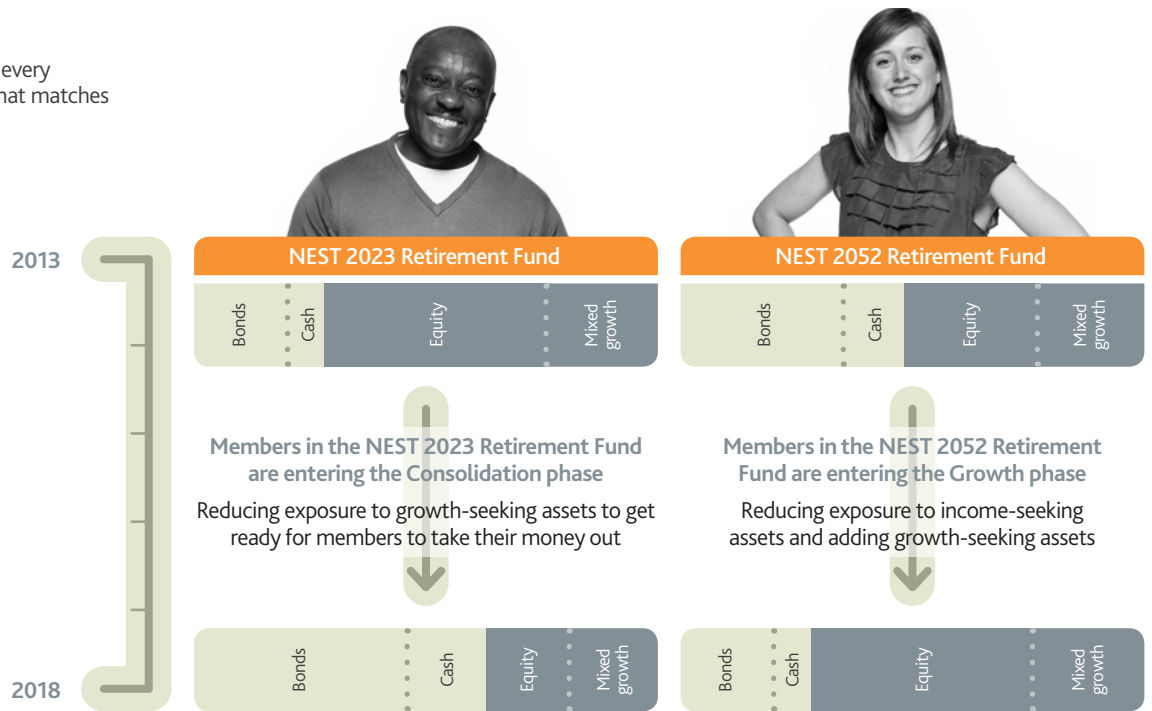 every
hat matches
2013
NEST 2023 Retirement Fund
NEST 2052 Retirement Fund
Bonds
Cash
Equity
Mixed
growth
Bonds
Cash
Equity
Mixed
growth
Members in the NEST 2023 Retirement Fund
are entering the Consolidation phase
Reducing exposure to growth-seeking assets to get
ready for members to take their money out
Members in the NEST 2052 Retirement
Fund are entering the Growth phase
Reducing exposure to income-seeking
assets and adding growth-seeking assets
2018
Bonds
Cash
Equity
Mixed
growth
Bonds
Cash
Equity
Mixed
growth